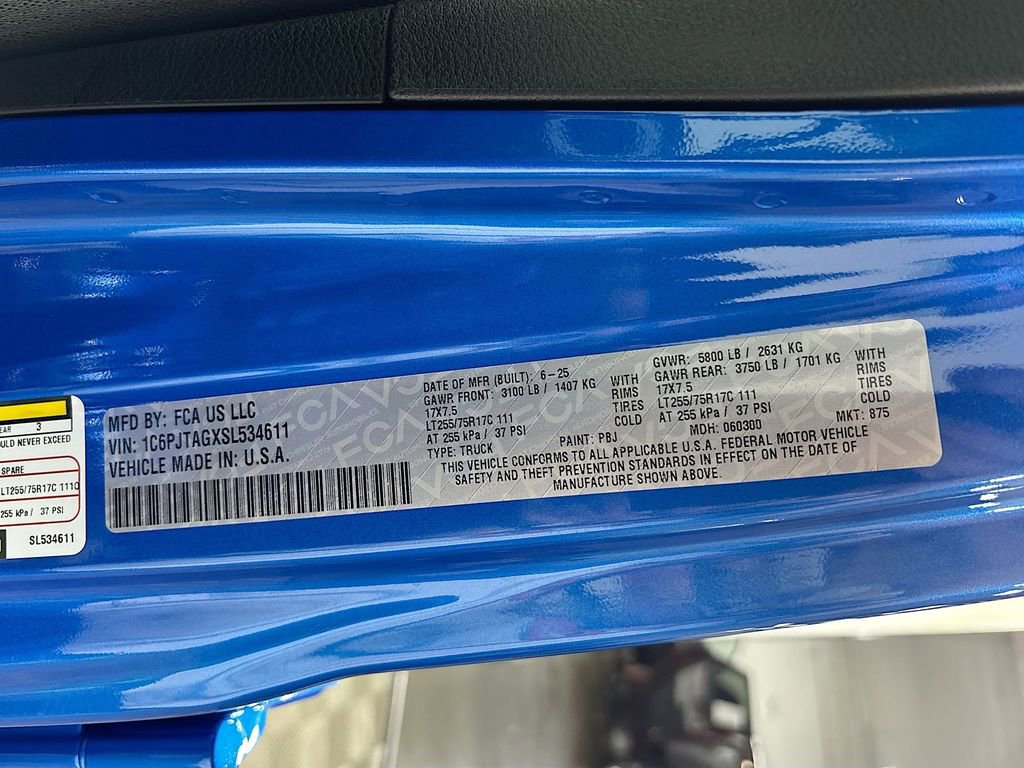 EAR 3
OULD NEVER EXCEED
SPARE
LT255/75R17C 111Q
255 kPa / 37 PSI
SL534611
MFD BY: FCA US LLC
VIN: 1C6PJTAGXSL534611
VEHICLE MADE IN: U.S.A.
DATE OF MFR (BUILT): 6-25
GAWR FRONT: 3100 LB / 1407 KG WITH
17X7.5 RIMS
LT255/75R17C 111 TIRES
AT 255 kPa / 37 PSI COLD
TYPE: TRUCK PAINT: PBJ
GVWR: 5800 LB / 2631 KG
GAWR REAR: 3750 LB / 1701 KG WITH
17X7.5 RIMS
LT255/75R17C 111 TIRES
AT 255 kPa / 37 PSI COLD
MDH: 060300 MKT: 875
THIS VEHICLE CONFORMS TO ALL APPLICABLE U.S.A. FEDERAL MOTOR VEHICLE
SAFETY AND THEFT PREVENTION STANDARDS IN EFFECT ON THE DATE OF
MANUFACTURE SHOWN ABOVE.